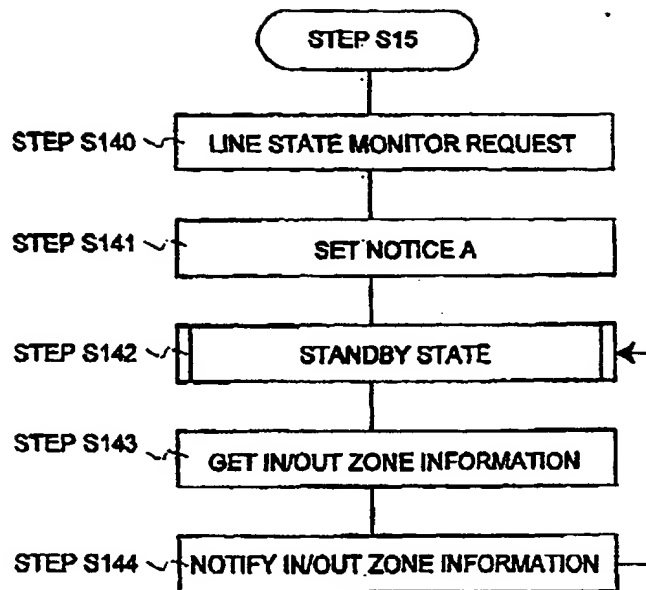 STEP S15
STEP S140 LINE STATE MONITOR REQUEST
STEP S141 SET NOTICE A
STEP S142 STANDBY STATE
STEP S143 GET IN/OUT ZONE INFORMATION
STEP S144 NOTIFY IN/OUT ZONE INFORMATION